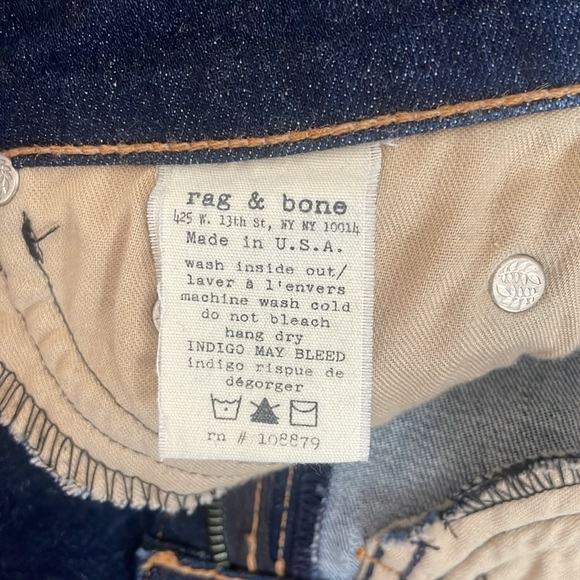 rag & bone
425 W. 13th St, NY NY 10014
Made in U.S.A.
wash inside out/
laver à l'envers
machine wash cold
do not bleach
hang dry
INDIGO MAY BLEED
indigo rispue de
dégorger
rn # 108879